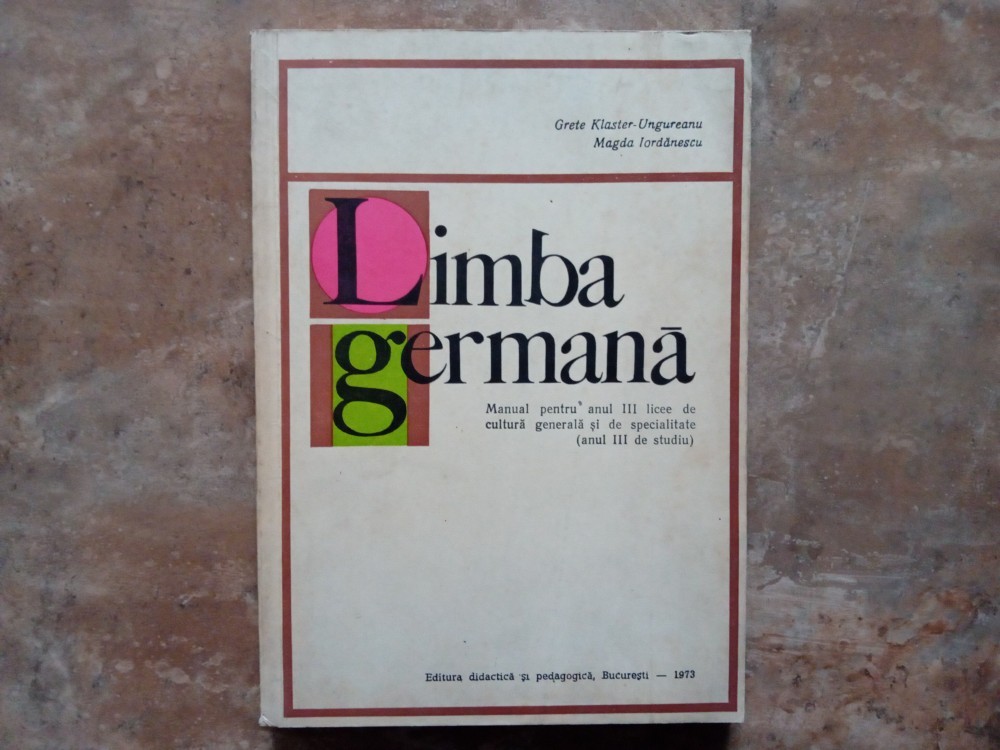 Grete Klaster-Ungureanu
Magda Iordănescu
Limba
germană
Manual pentru anul III licee de
cultură generală și de specialitate
(anul III de studiu)
Editura didactică și pedagogică, București — 1973